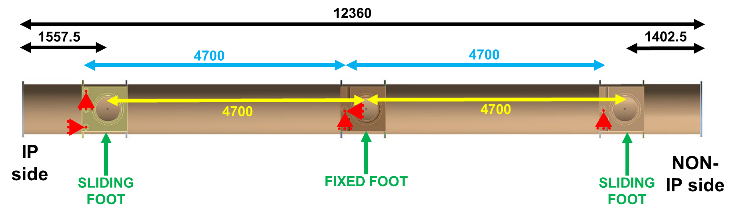 12360
1557.5
1402.5
4700
4700
4700
4700
IP
side
SLIDING
FOOT
FIXED FOOT
SLIDING
FOOT
NON-
IP side